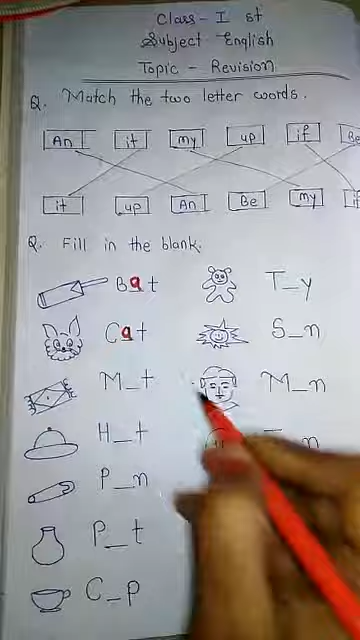 Class - I st
Subject English
Topic - Revision
Q. Match the two letter words.
An it my up if Be
it up An Be my if
Q. Fill in the blank.
Bat T_y
Cat S_n
M_t M_n
H_t
P_n
P_t
C_p